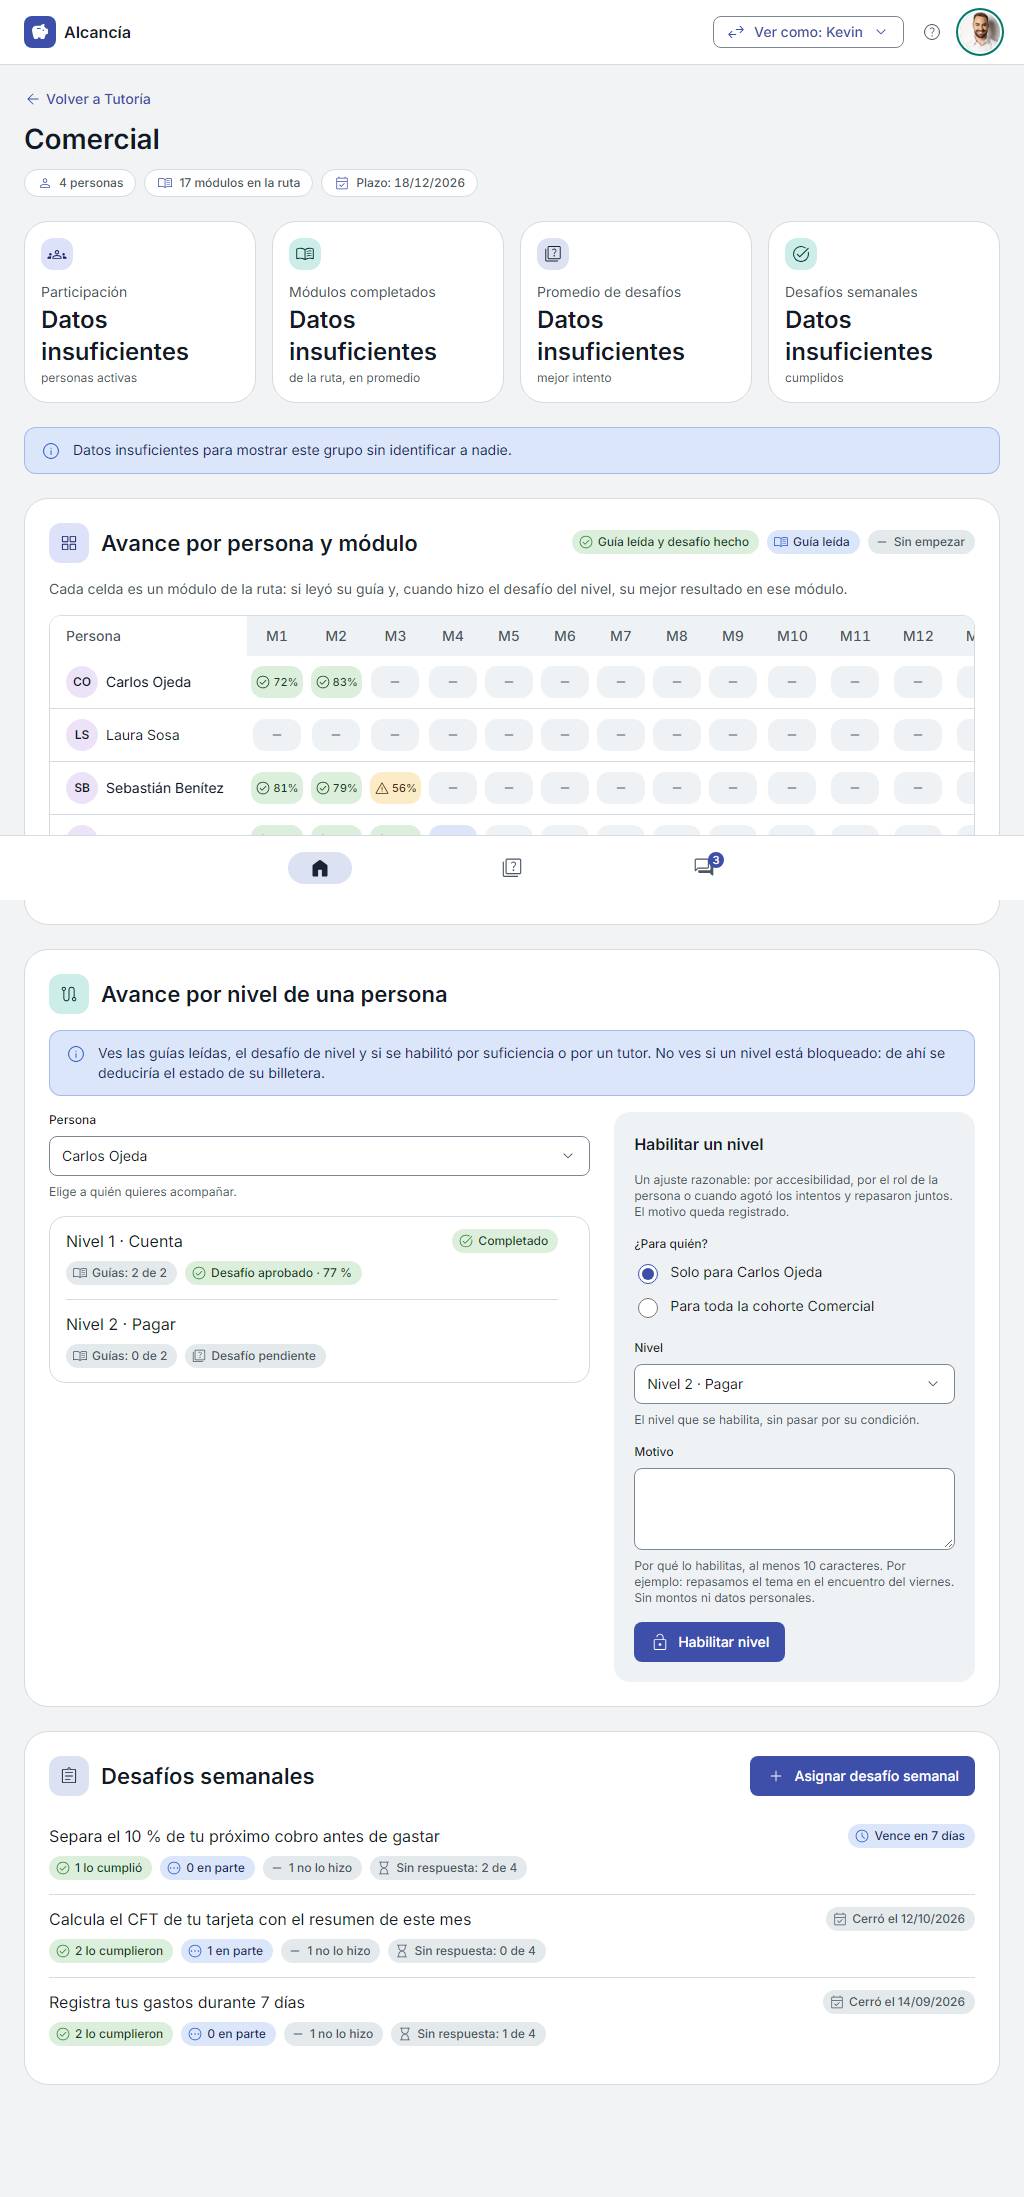 Alcancía
Ver como: Kevin
Volver a Tutoría
Comercial
4 personas
17 módulos en la ruta
Plazo: 18/12/2026
Participación
Datos
insuficientes
personas activas
Módulos completados
Datos
insuficientes
de la ruta, en promedio
Promedio de desafíos
Datos
insuficientes
mejor intento
Desafíos semanales
Datos
insuficientes
cumplidos
Datos insuficientes para mostrar este grupo sin identificar a nadie.
Avance por persona y módulo
Guía leída y desafío hecho
Guía leída
Sin empezar
Cada celda es un módulo de la ruta: si leyó su guía y, cuando hizo el desafío del nivel, su mejor resultado en ese módulo.
Persona M1 M2 M3 M4 M5 M6 M7 M8 M9 M10 M11 M12
CO Carlos Ojeda 72% 83% – – – – – – – – – –
LS Laura Sosa – – – – – – – – – – – –
SB Sebastián Benítez 81% 79% 56% – – – – – – – – –
3
Avance por nivel de una persona
Ves las guías leídas, el desafío de nivel y si se habilitó por suficiencia o por un tutor. No ves si un nivel está bloqueado: de ahí se
deduciría el estado de su billetera.
Persona
Carlos Ojeda
Elige a quién quieres acompañar.
Nivel 1 · Cuenta
Completado
Guías: 2 de 2
Desafío aprobado · 77 %
Nivel 2 · Pagar
Guías: 0 de 2
Desafío pendiente
Habilitar un nivel
Un ajuste razonable: por accesibilidad, por el rol de la
persona o cuando agotó los intentos y repasaron juntos.
El motivo queda registrado.
¿Para quién?
Solo para Carlos Ojeda
Para toda la cohorte Comercial
Nivel
Nivel 2 · Pagar
El nivel que se habilita, sin pasar por su condición.
Motivo
Por qué lo habilitas, al menos 10 caracteres. Por
ejemplo: repasamos el tema en el encuentro del viernes.
Sin montos ni datos personales.
Habilitar nivel
Desafíos semanales
Asignar desafío semanal
Separa el 10 % de tu próximo cobro antes de gastar
Vence en 7 días
1 lo cumplió
0 en parte
1 no lo hizo
Sin respuesta: 2 de 4
Calcula el CFT de tu tarjeta con el resumen de este mes
Cerró el 12/10/2026
2 lo cumplieron
1 en parte
1 no lo hizo
Sin respuesta: 0 de 4
Registra tus gastos durante 7 días
Cerró el 14/09/2026
2 lo cumplieron
0 en parte
1 no lo hizo
Sin respuesta: 1 de 4